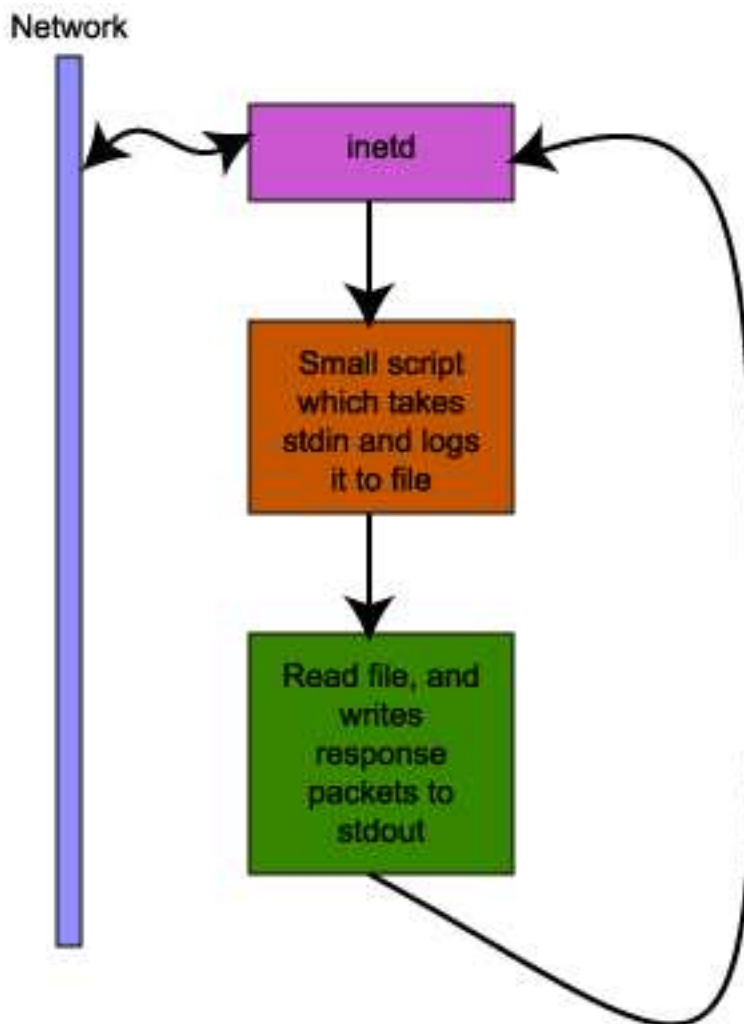 Network
inetd
Small script
which takes
stdin and logs
it to file
Read file, and
writes
response
packets to
stdout